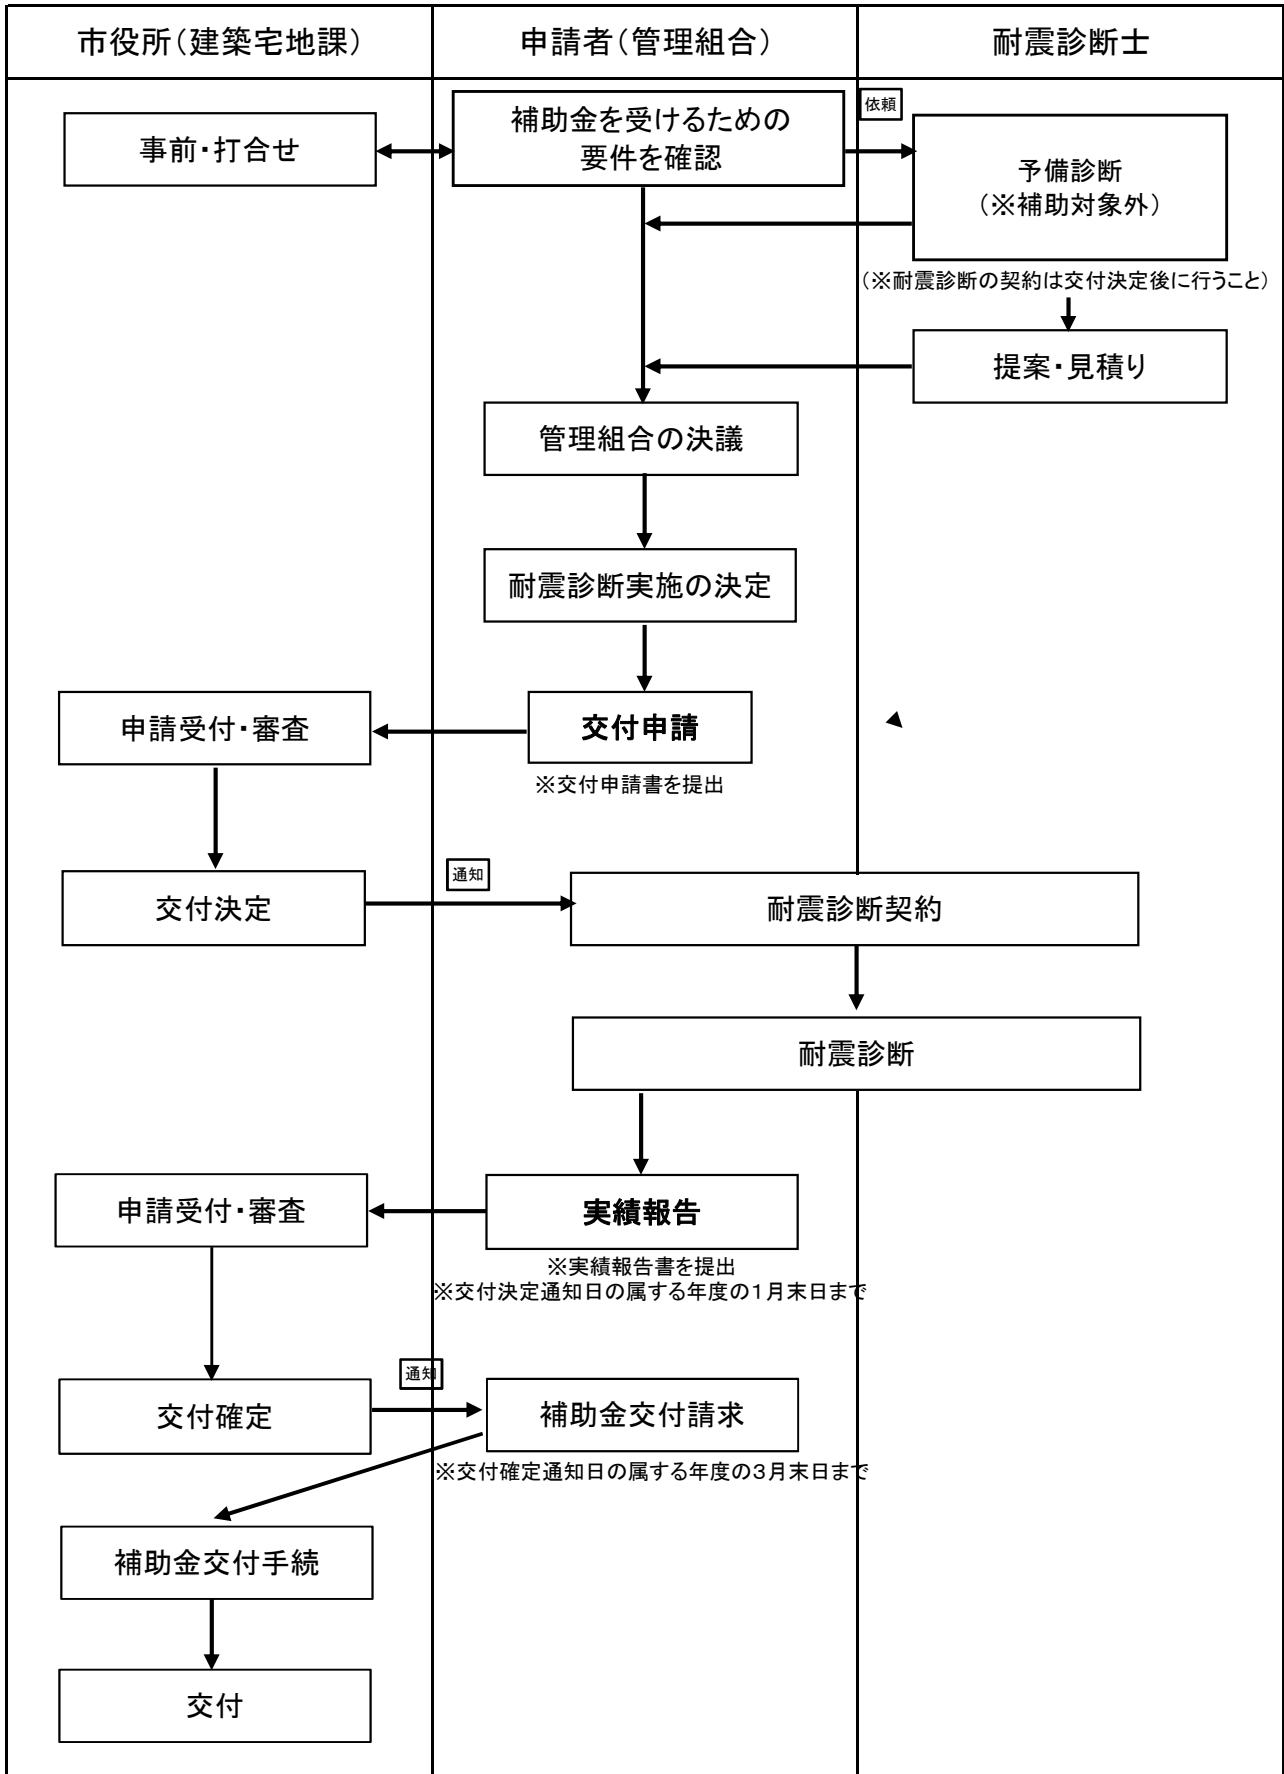 市役所(建築宅地課)
申請者(管理組合)
耐震診断士
事前・打合せ
補助金を受けるための
要件を確認
依頼
予備診断
(※補助対象外)
(※耐震診断の契約は交付決定後に行うこと)
提案・見積り
管理組合の決議
耐震診断実施の決定
申請受付・審査
交付申請
※交付申請書を提出
交付決定
通知
耐震診断契約
耐震診断
申請受付・審査
実績報告
※実績報告書を提出
※交付決定通知日の属する年度の1月末日まで
交付確定
通知
補助金交付請求
※交付確定通知日の属する年度の3月末日まで
補助金交付手続
交付